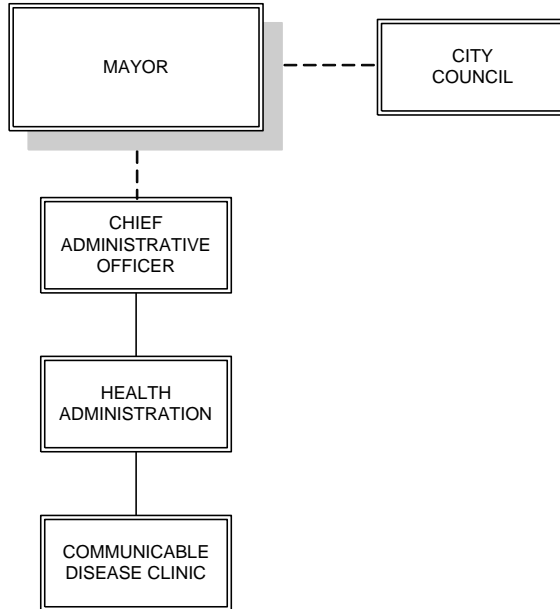 MAYOR
CITY
COUNCIL
CHIEF
ADMINISTRATIVE
OFFICER
HEALTH
ADMINISTRATION
COMMUNICABLE
DISEASE CLINIC